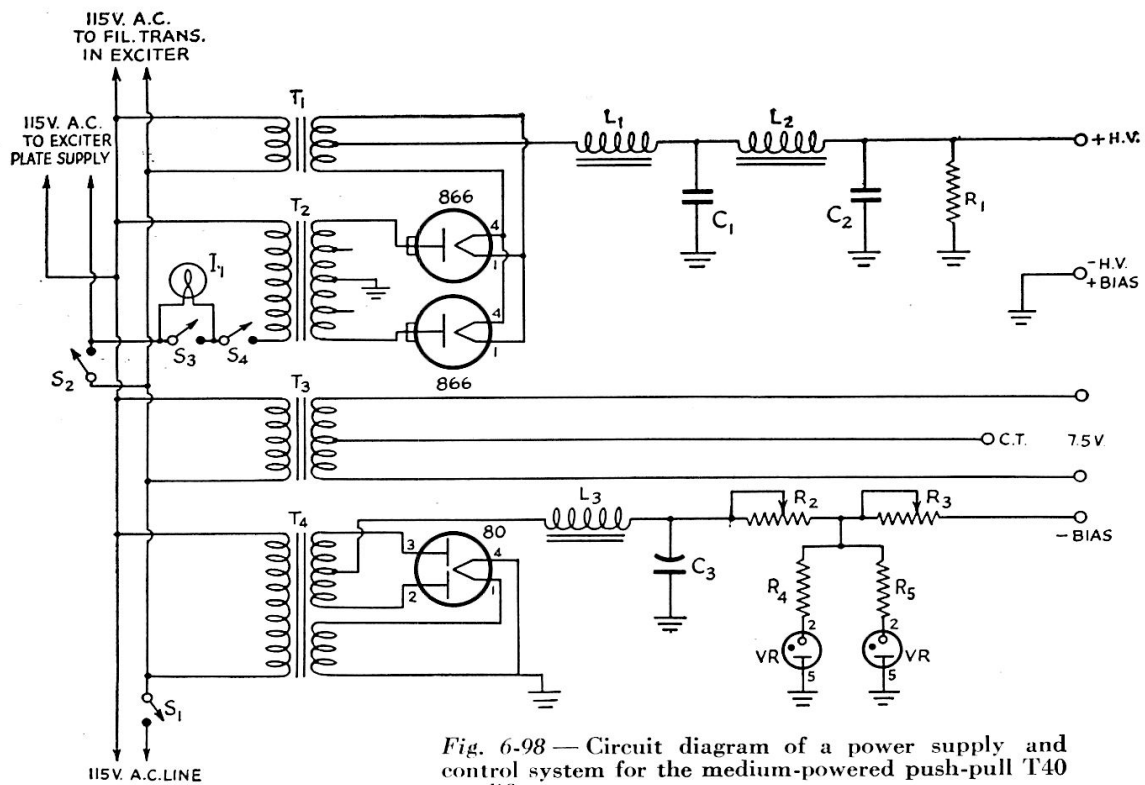 115V. A.C.
TO FIL. TRANS.
IN EXCITER
115V. A.C.
TO EXCITER
PLATE SUPPLY
T1
L1
L2
+ H.V.
C1
C2
R1
T2
866
4
1
I1
- H.V.
+ BIAS
4
1
S3
S4
S2
866
T3
C.T.
7.5 V.
L3
R2
R3
T4
80
3
4
- BIAS
2
1
C3
R4
R5
2
2
VR
VR
5
5
S1
115V. A.C. LINE
Fig. 6-98 — Circuit diagram of a power supply and
control system for the medium-powered push-pull T40